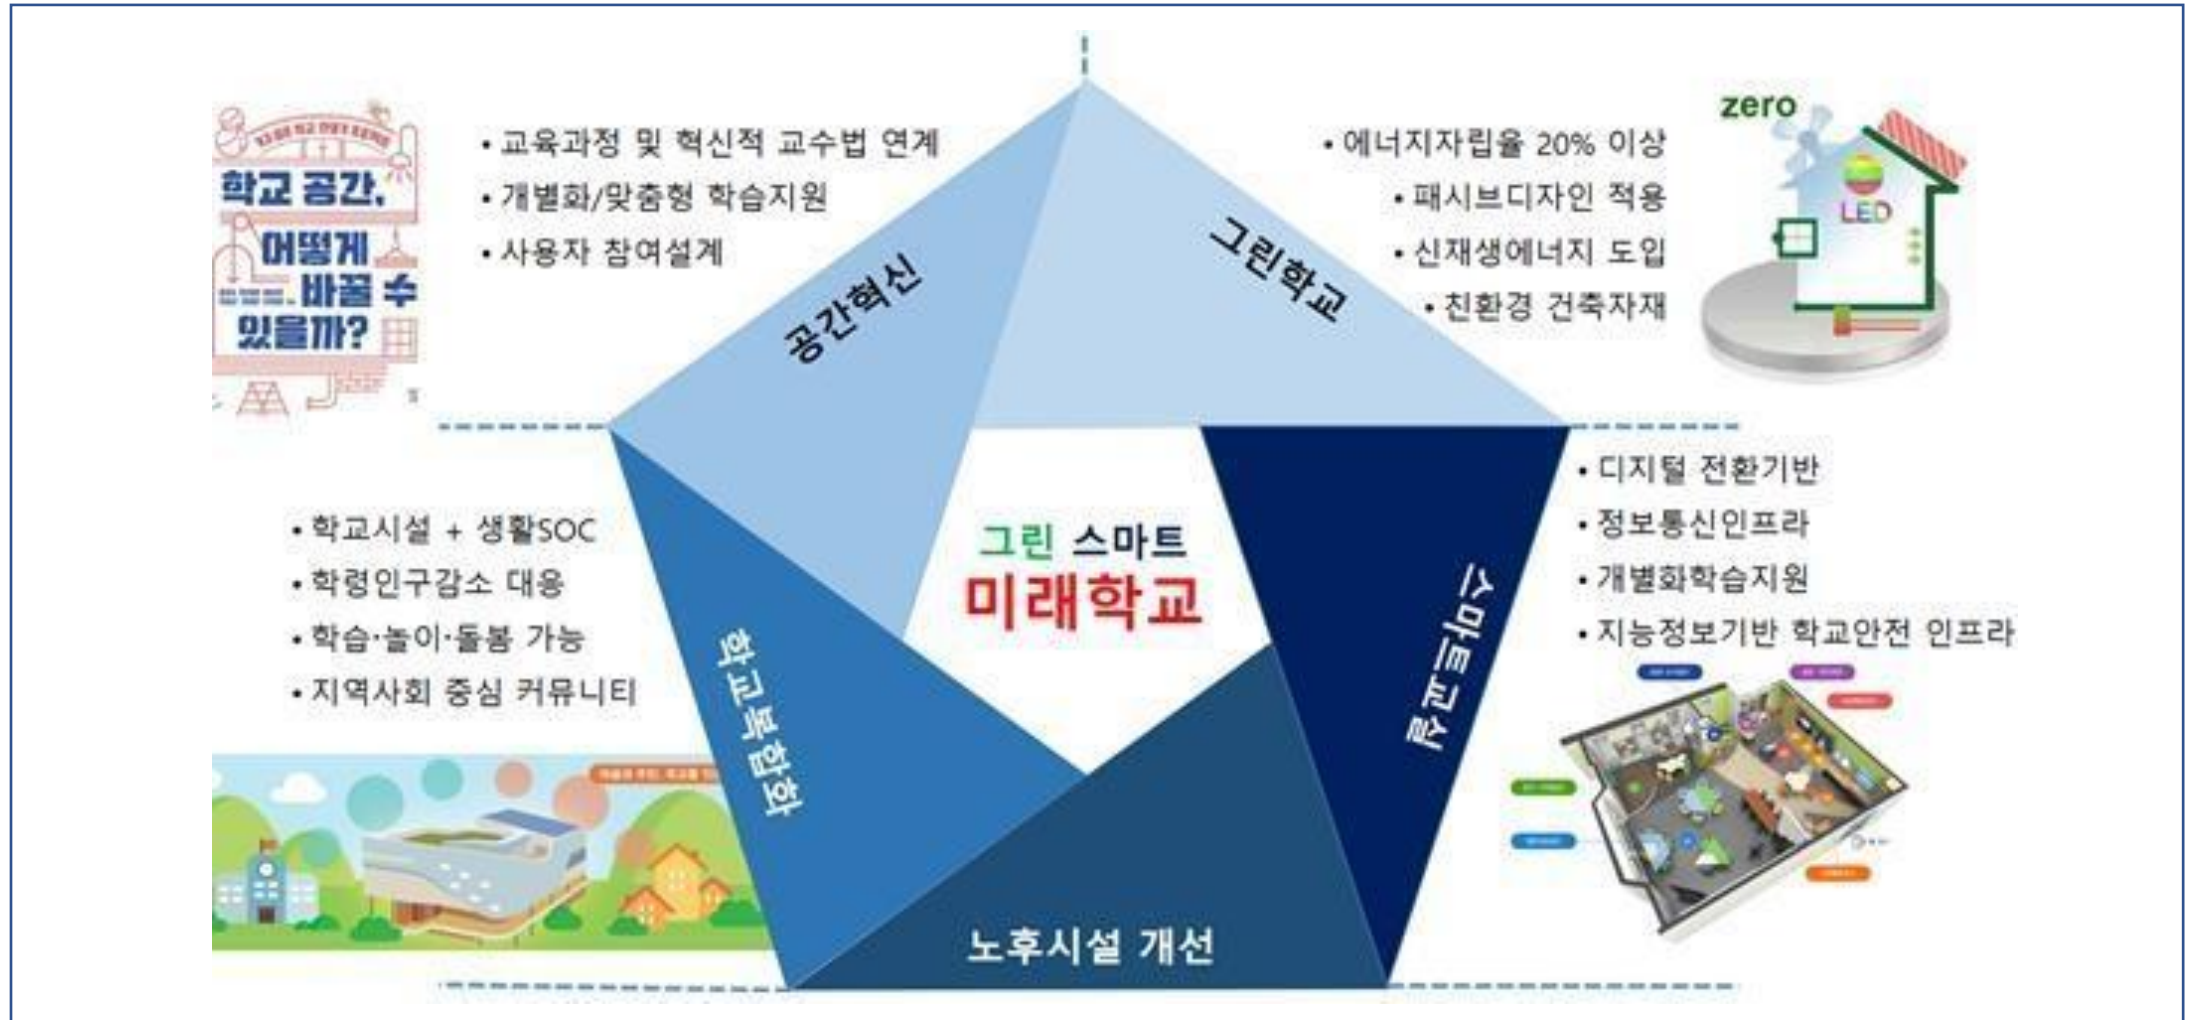 학교 공간,
어떻게
바꿀 수
있을까?
• 교육과정 및 혁신적 교수법 연계
• 개별화/맞춤형 학습지원
• 사용자 참여설계
공간혁신
그린학교
• 에너지자립율 20% 이상
• 패시브디자인 적용
• 신재생에너지 도입
• 친환경 건축자재
zero
LED
• 학교시설 + 생활SOC
• 학령인구감소 대응
• 학습·놀이·돌봄 가능
• 지역사회 중심 커뮤니티
학교복합화
그린 스마트
미래학교
스마트교실
• 디지털 전환기반
• 정보통신인프라
• 개별화학습지원
• 지능정보기반 학교안전 인프라
노후시설 개선